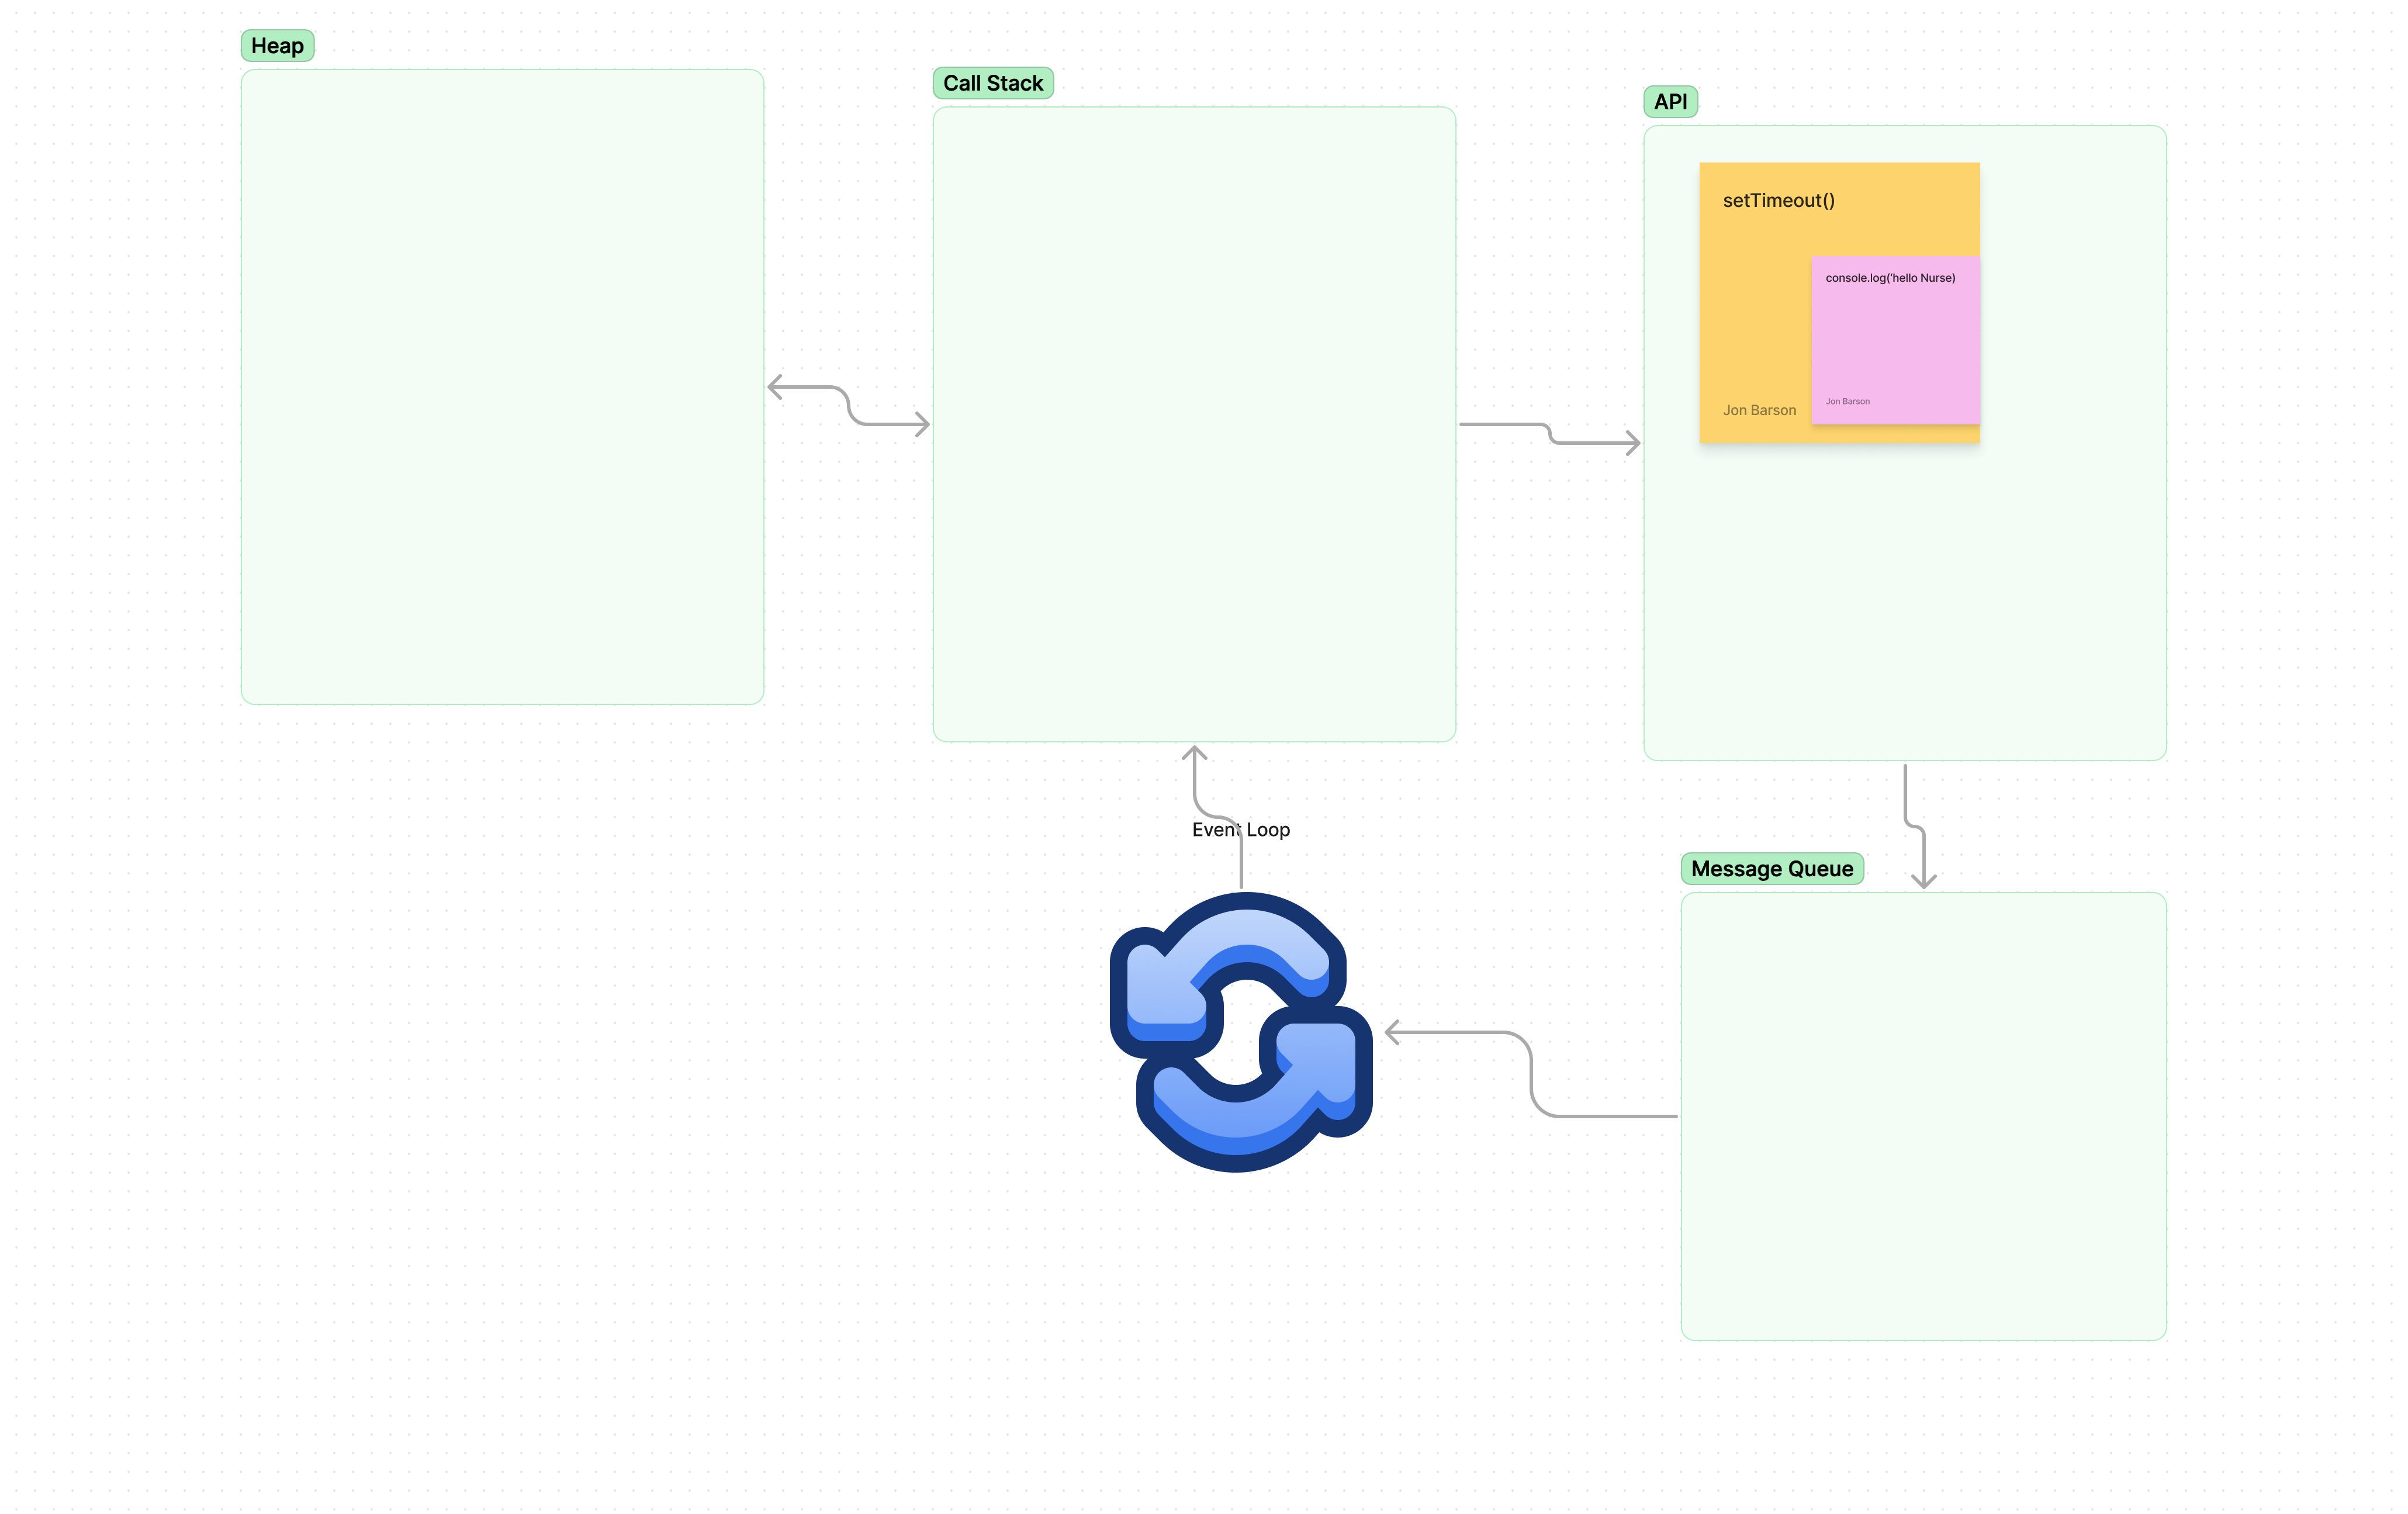 Heap
Call Stack
API
setTimeout()
console.log('hello Nurse)
Jon Barson
Jon Barson
Event Loop
Message Queue